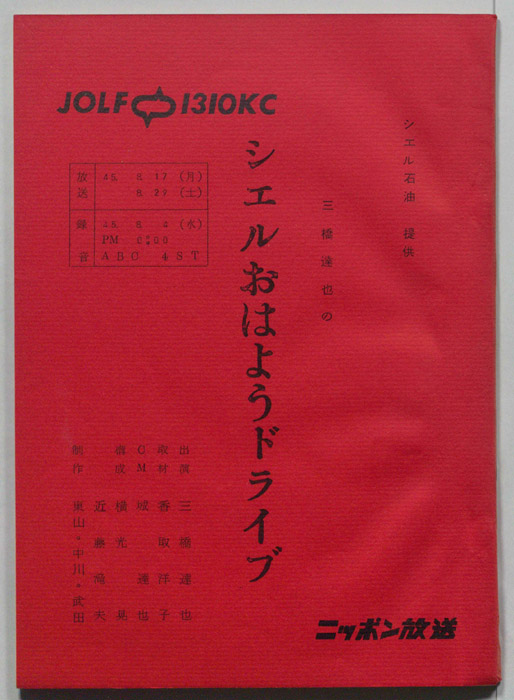 JOLF 1310KC
シエル石油 提供
三橋達也の
シエルおはようドライブ
放送 45. 8. 17 (月)
8. 29 (土)
録音 45. 8. (水)
PM 6:00
ABC 4ST
出演 三橋達也
取材 香取洋子
CM 城達也
構成 横光晃
近藤滝夫
制作 東山・中川・武田
ニッポン放送